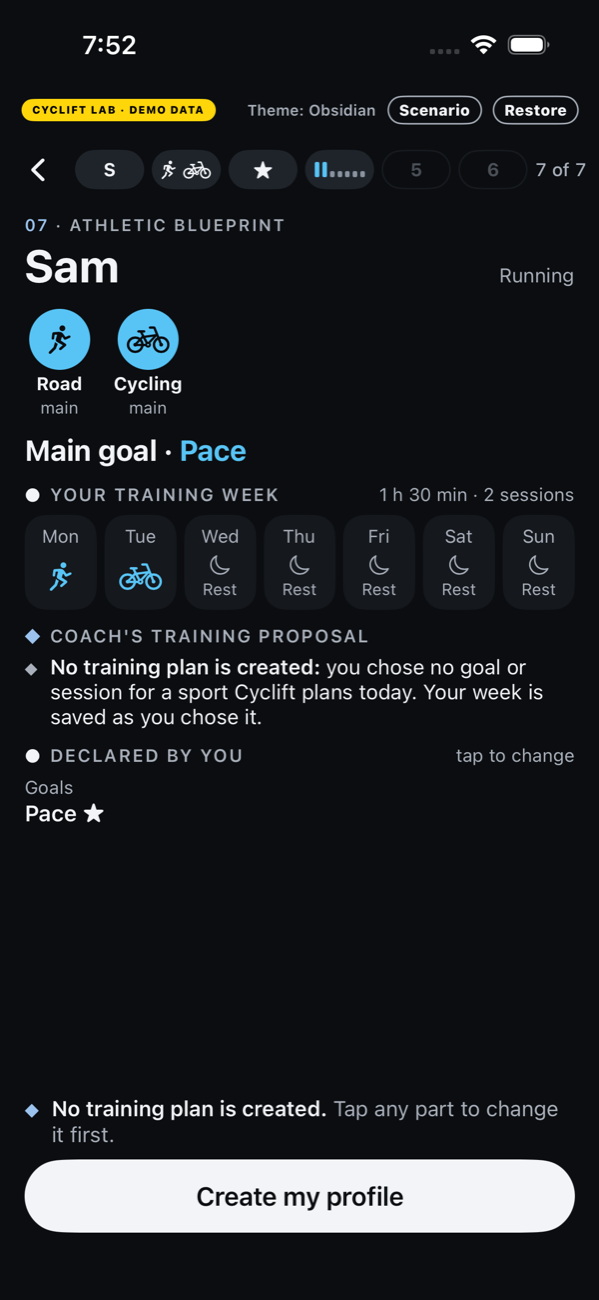 7:52
CYCLIFT LAB · DEMO DATA Theme: Obsidian Scenario Restore
S 5 6 7 of 7
07 · ATHLETIC BLUEPRINT
Sam Running
Road Cycling
main main
Main goal · Pace
YOUR TRAINING WEEK 1 h 30 min · 2 sessions
Mon Tue Wed Thu Fri Sat Sun
Rest Rest Rest Rest Rest
COACH'S TRAINING PROPOSAL
No training plan is created: you chose no goal or
session for a sport Cyclift plans today. Your week is
saved as you chose it.
DECLARED BY YOU tap to change
Goals
Pace
No training plan is created. Tap any part to change
it first.
Create my profile